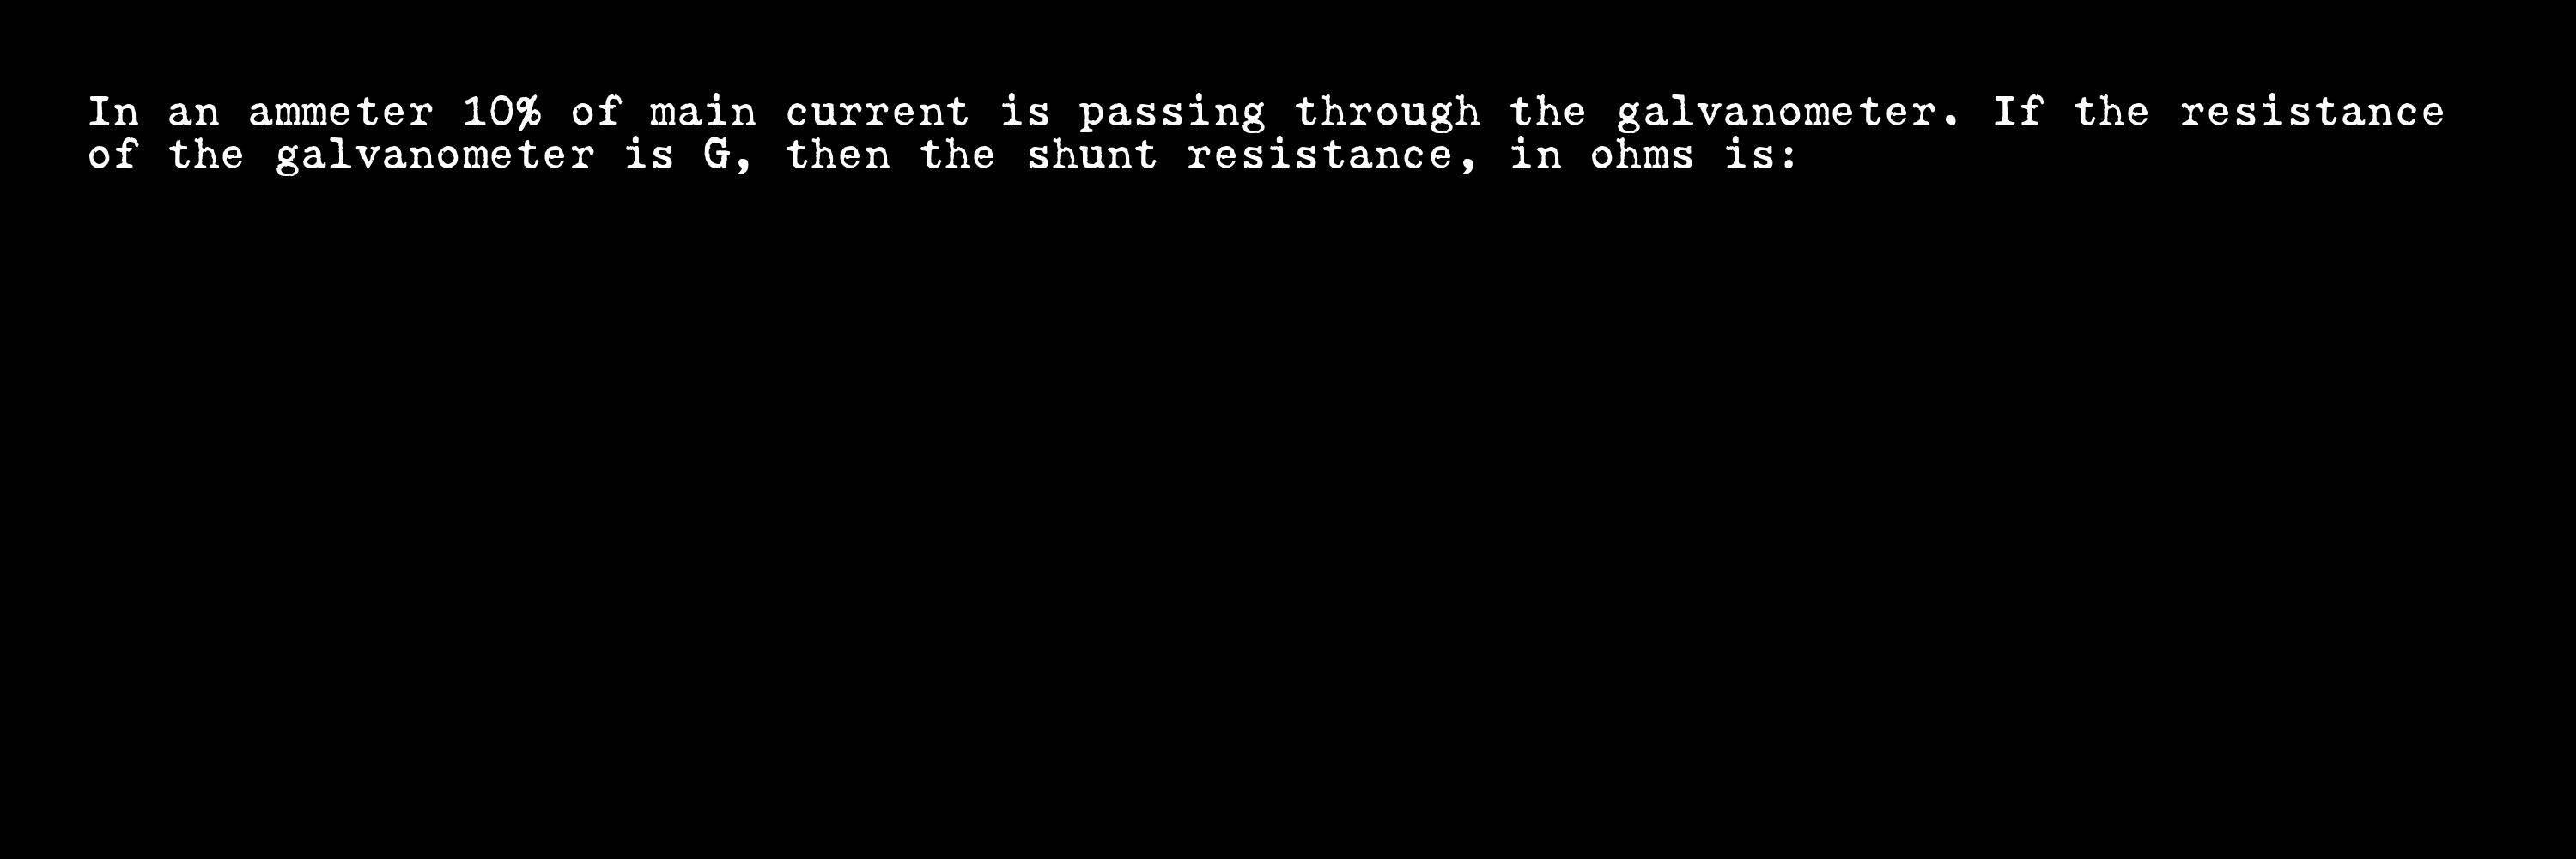 In an ammeter 10% of main current is passing through the galvanometer. If the resistance
of the galvanometer is G, then the shunt resistance, in ohms is: